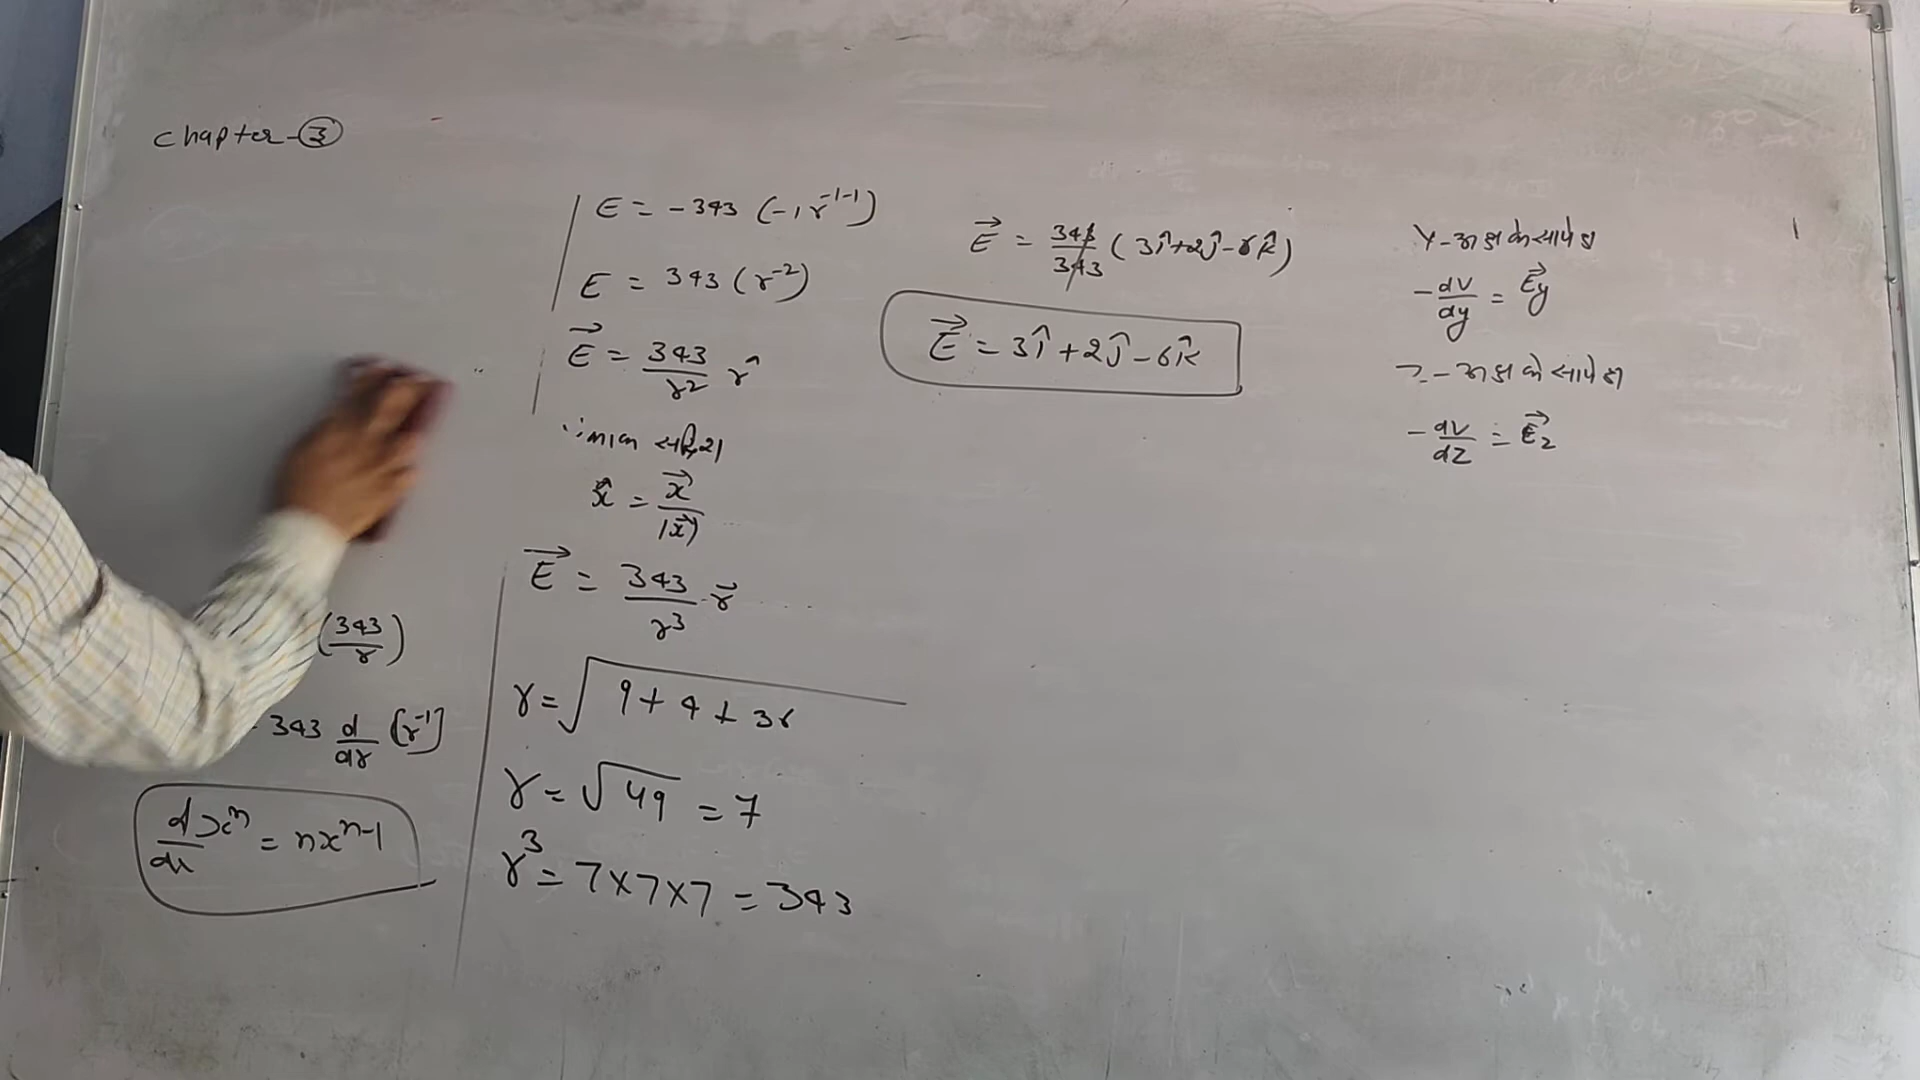 chapter-③
(343/r)
343 d/dr (r⁻¹]
d/dx xⁿ = nxⁿ⁻¹
E = -343 (-1 r⁻¹⁻¹)
E = 343 (r⁻²)
E⃗ = 343/r² r̂
∵
x̂ = x⃗/|x⃗|
E⃗ = 343/r³ r⃗
r = √9+4+36
r = √49 = 7
r³ = 7×7×7 = 343
E⃗ = 343/343 (3î+2ĵ-6k̂)
E⃗ = 3î+2ĵ-6k̂
Y-अक्ष के सापेक्ष
-dV/dy = E⃗y
Z-अक्ष के सापेक्ष
-dV/dZ = E⃗z